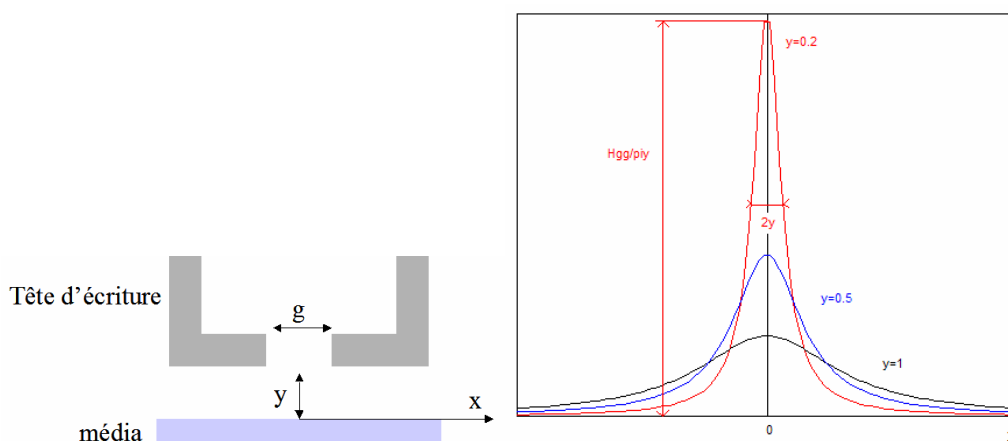 Tête d'écriture
g
y
x
média
y=0.2
Hgg/piy
2y
y=0.5
y=1
0